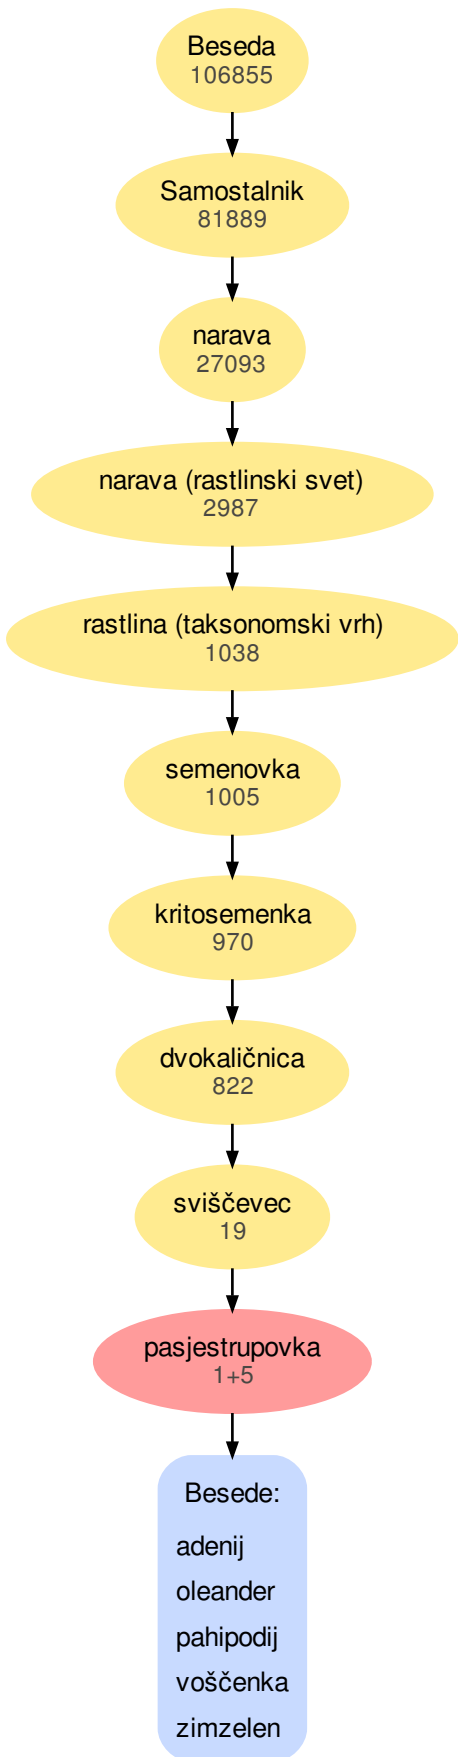 Beseda
106855
Samostalnik
81889
narava
27093
narava (rastlinski svet)
2987
rastlina (taksonomski vrh)
1038
semenovka
1005
kritosemenka
970
dvokaličnica
822
sviščevec
19
pasjestrupovka
1+5
Besede:
adenij
oleander
pahipodij
voščenka
zimzelen